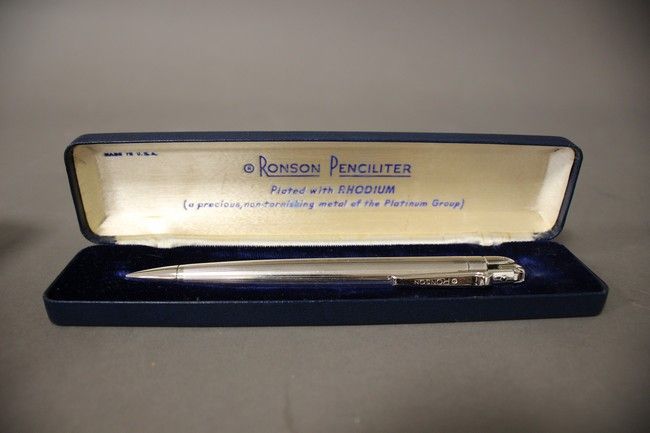 MADE IN U.S.A.
® RONSON PENCILITER
Plated with RHODIUM
(a precious, non-tarnishing metal of the Platinum Group)
RONSON ®